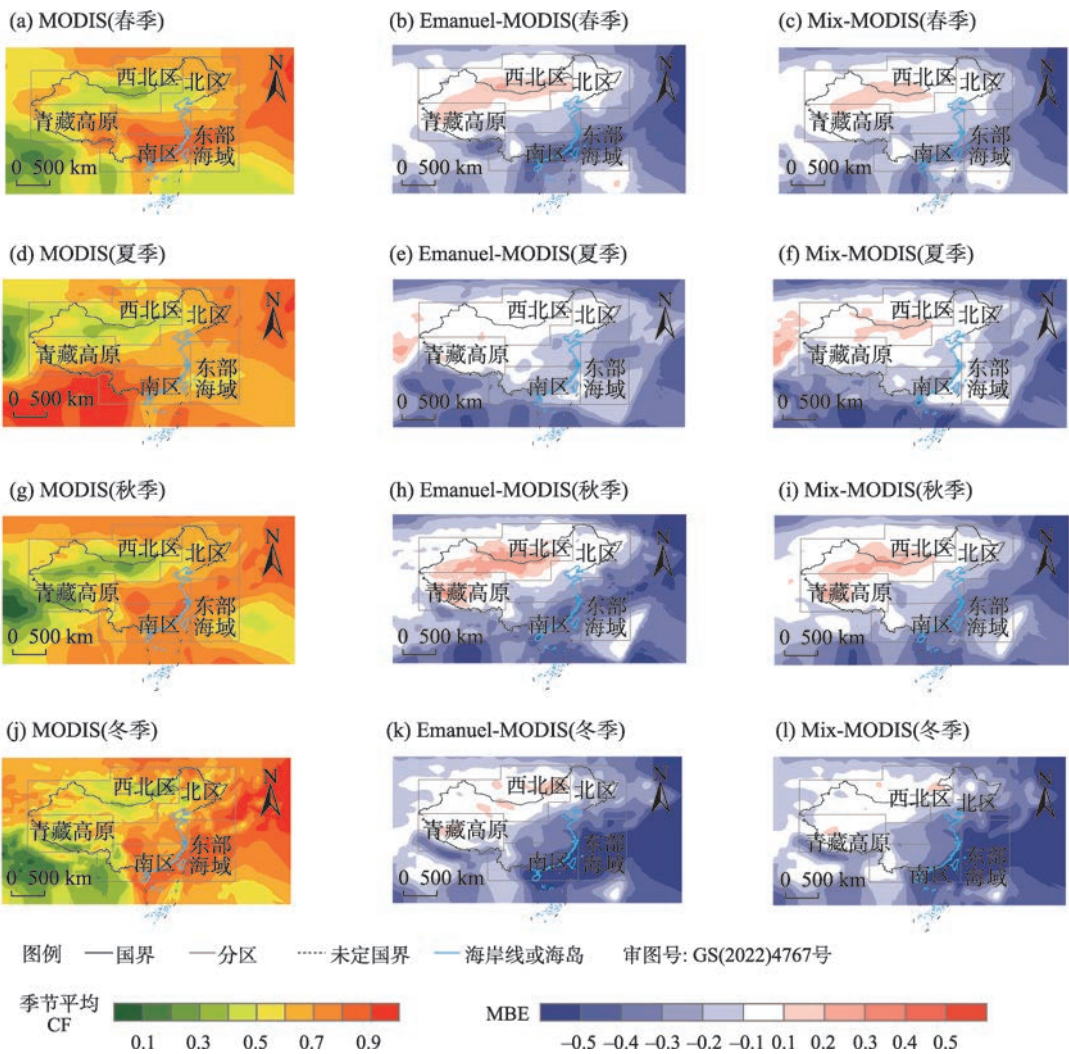 (a) MODIS(春季)
(b) Emanuel-MODIS(春季)
(c) Mix-MODIS(春季)
N
西北区
北区
青藏高原
南区
东部
海域
0 500 km
N
西北区
北区
青藏高原
南区
东部
海域
0 500 km
N
西北区
北区
青藏高原
南区
东部
海域
0 500 km
(d) MODIS(夏季)
(e) Emanuel-MODIS(夏季)
(f) Mix-MODIS(夏季)
N
西北区
北区
青藏高原
南区
东部
海域
0 500 km
N
西北区
北区
青藏高原
南区
东部
海域
0 500 km
N
西北区
北区
青藏高原
南区
东部
海域
0 500 km
(g) MODIS(秋季)
(h) Emanuel-MODIS(秋季)
(i) Mix-MODIS(秋季)
N
西北区
北区
青藏高原
南区
东部
海域
0 500 km
N
西北区
北区
青藏高原
南区
东部
海域
0 500 km
N
西北区
北区
青藏高原
南区
东部
海域
0 500 km
(j) MODIS(冬季)
(k) Emanuel-MODIS(冬季)
(l) Mix-MODIS(冬季)
N
西北区
北区
青藏高原
南区
东部
海域
0 500 km
N
西北区
北区
青藏高原
南区
东部
海域
0 500 km
N
西北区
北区
青藏高原
南区
东部
海域
0 500 km
图例 国界 分区 未定国界 海岸线或海岛 审图号: GS(2022)4767号
季节平均
CF
0.1 0.3 0.5 0.7 0.9
MBE
−0.5 −0.4 −0.3 −0.2 −0.1 0.1 0.2 0.3 0.4 0.5